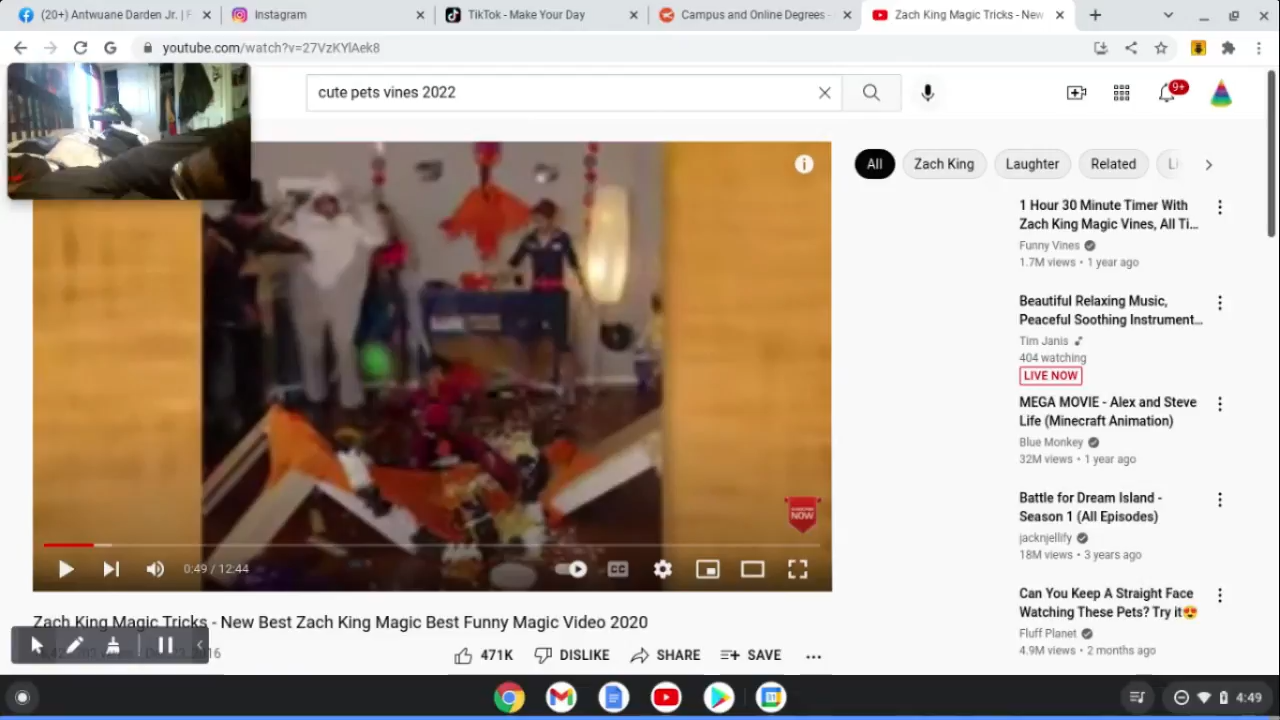 (20+) Antwuane Darden Jr. | F
Instagram
TikTok - Make Your Day
Campus and Online Degrees -
Zach King Magic Tricks - New
youtube.com/watch?v=27VzKYlAek8
cute pets vines 2022
9+
All
Zach King
Laughter
Related
Li
1 Hour 30 Minute Timer With
Zach King Magic Vines, All Ti...
Funny Vines
1.7M views • 1 year ago
Beautiful Relaxing Music,
Peaceful Soothing Instrument...
Tim Janis
404 watching
LIVE NOW
MEGA MOVIE - Alex and Steve
Life (Minecraft Animation)
Blue Monkey
32M views • 1 year ago
Battle for Dream Island -
Season 1 (All Episodes)
jacknjellify
18M views • 3 years ago
Can You Keep A Straight Face
Watching These Pets? Try it😍
Fluff Planet
4.9M views • 2 months ago
NOW
0:49 / 12:44
CC
Zach King Magic Tricks - New Best Zach King Magic Best Funny Magic Video 2020
471K
DISLIKE
SHARE
SAVE
31
4:49